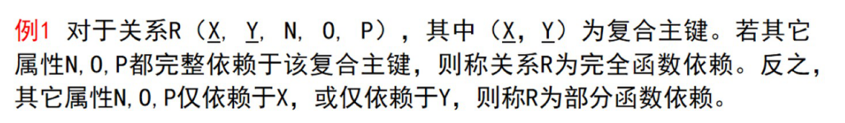 例1 对于关系R（X, Y, N, O, P），其中（X，Y）为复合主键。若其它
属性N,O,P都完整依赖于该复合主键，则称关系R为完全函数依赖。反之，
其它属性N,O,P仅依赖于X，或仅依赖于Y，则称R为部分函数依赖。